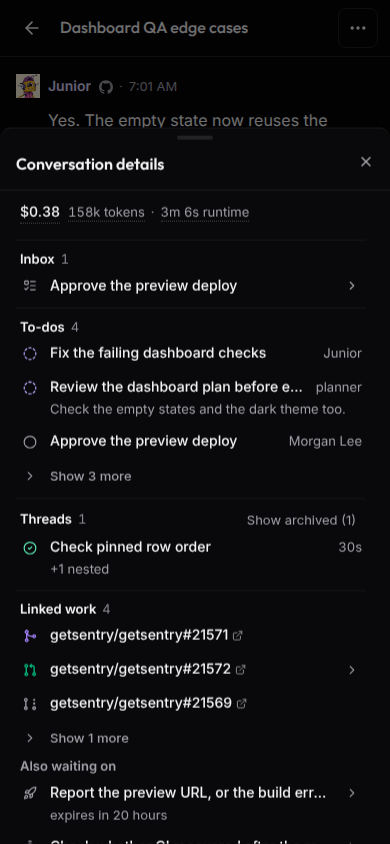 Dashboard QA edge cases
Junior · 7:01 AM
Yes. The empty state now reuses the
Conversation details
$0.38 158k tokens · 3m 6s runtime
Inbox 1
Approve the preview deploy
To-dos 4
Fix the failing dashboard checks Junior
Review the dashboard plan before e... planner
Check the empty states and the dark theme too.
Approve the preview deploy Morgan Lee
Show 3 more
Threads 1 Show archived (1)
Check pinned row order 30s
+1 nested
Linked work 4
getsentry/getsentry#21571
getsentry/getsentry#21572
getsentry/getsentry#21569
Show 1 more
Also waiting on
Report the preview URL, or the build err...
expires in 20 hours